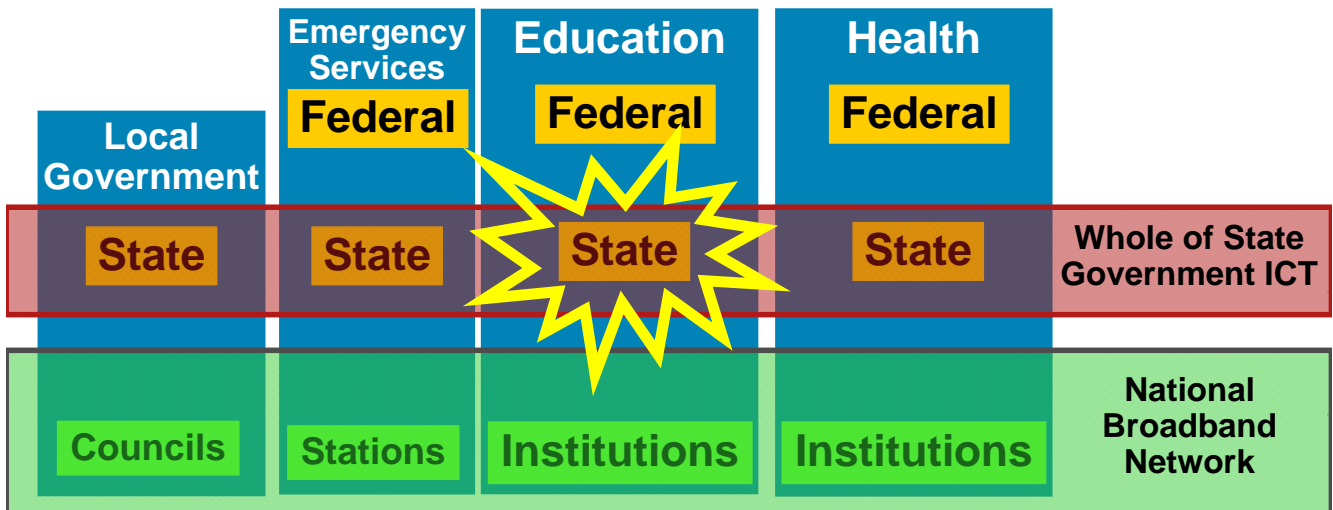 Emergency
Services
Education
Health
Federal
Federal
Federal
Local
Government
State
State
State
State
Whole of State
Government ICT
Councils
Stations
Institutions
Institutions
National
Broadband
Network